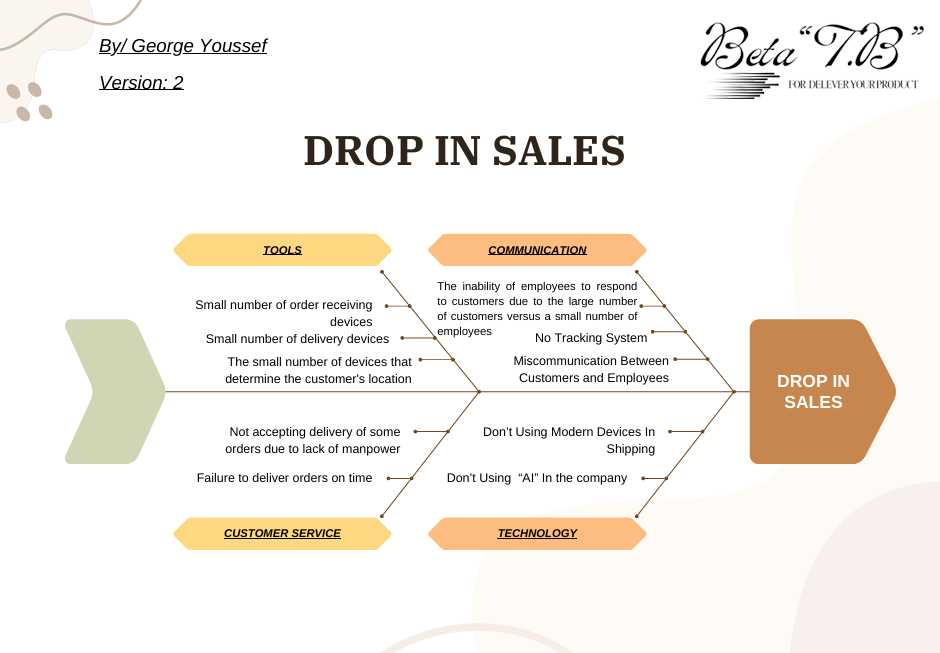 By/ George Youssef
Version: 2
Beta “T.B”
FOR DELEVER YOUR PRODUCT
DROP IN SALES
TOOLS
Small number of order receiving
devices
Small number of delivery devices
The small number of devices that
determine the customer's location
COMMUNICATION
The inability of employees to respond
to customers due to the large number
of customers versus a small number of
employees
No Tracking System
Miscommunication Between
Customers and Employees
DROP IN
SALES
Not accepting delivery of some
orders due to lack of manpower
Failure to deliver orders on time
CUSTOMER SERVICE
Don’t Using Modern Devices In
Shipping
Don’t Using  “AI” In the company
TECHNOLOGY